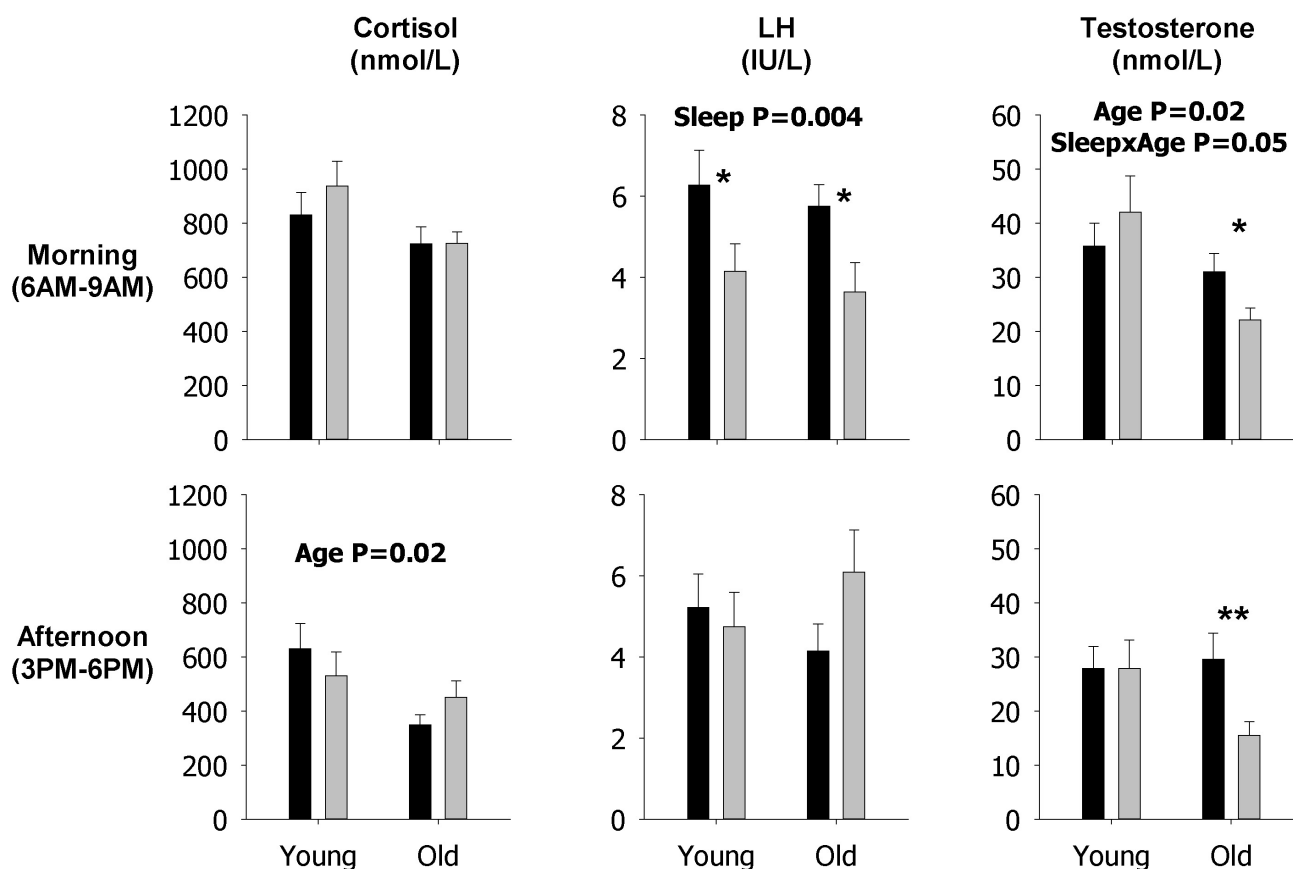 Cortisol
(nmol/L)
LH
(IU/L)
Testosterone
(nmol/L)
Morning
(6AM-9AM)
1200
1000
800
600
400
200
0
8
6
4
2
0
Sleep P=0.004
*
*
60
50
40
30
20
10
0
Age P=0.02
SleepxAge P=0.05
*
Afternoon
(3PM-6PM)
1200
1000
800
600
400
200
0
Age P=0.02
Young Old
8
6
4
2
0
Young Old
60
50
40
30
20
10
0
**
Young Old